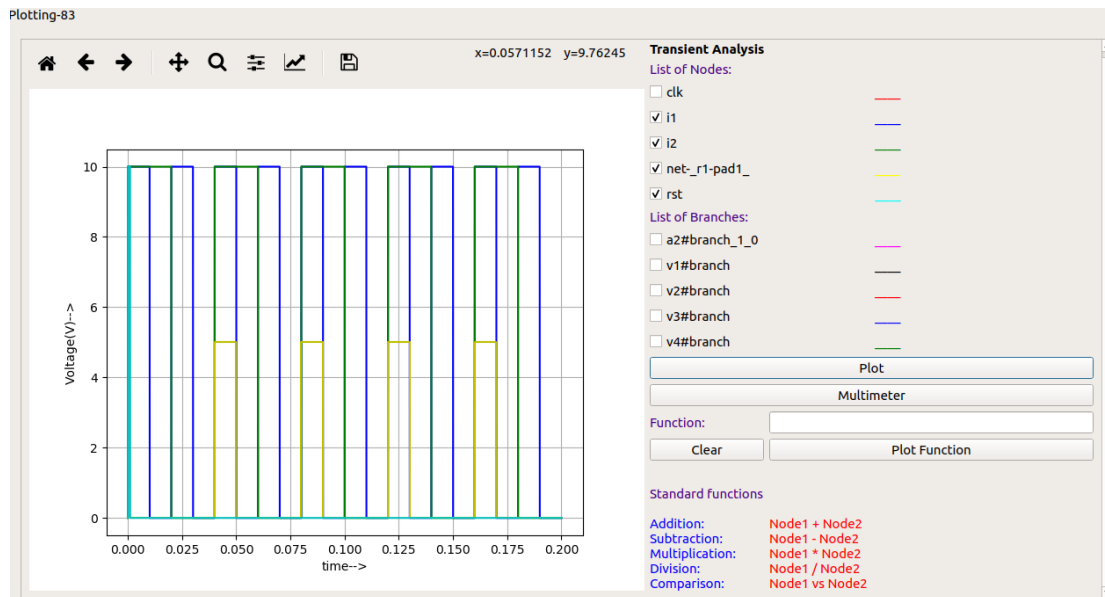 Plotting-83
x=0.0571152 y=9.76245
Voltage(V)-->
10
8
6
4
2
0
0.000 0.025 0.050 0.075 0.100 0.125 0.150 0.175 0.200
time-->
Transient Analysis
List of Nodes:
clk
i1
i2
net-_r1-pad1_
rst
List of Branches:
a2#branch_1_0
v1#branch
v2#branch
v3#branch
v4#branch
Plot
Multimeter
Function:
Clear Plot Function
Standard functions
Addition: Node1 + Node2
Subtraction: Node1 - Node2
Multiplication: Node1 * Node2
Division: Node1 / Node2
Comparison: Node1 vs Node2